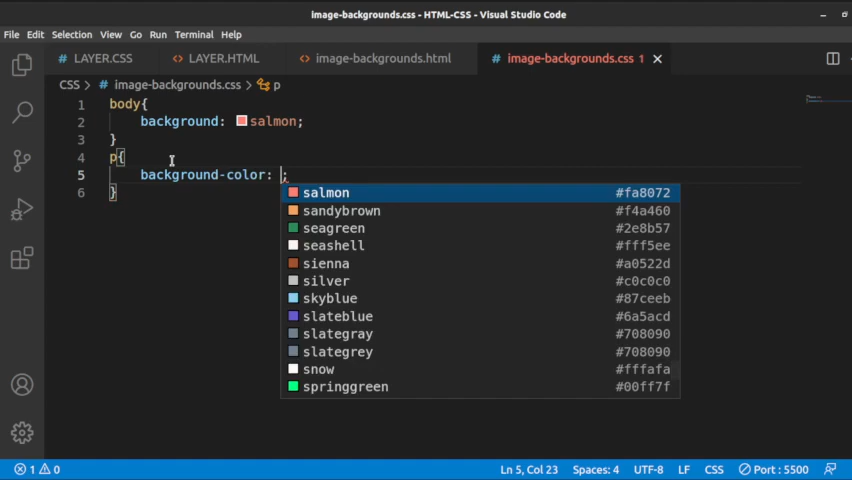 image-backgrounds.css - HTML-CSS - Visual Studio Code
File Edit Selection View Go Run Terminal Help
# LAYER.CSS <> LAYER.HTML <> image-backgrounds.html # image-backgrounds.css 1
CSS > # image-backgrounds.css > p
1 body{
2 background: salmon;
3 }
4 p{
5 background-color: ;
6 }
salmon #fa8072
sandybrown #f4a460
seagreen #2e8b57
seashell #fff5ee
sienna #a0522d
silver #c0c0c0
skyblue #87ceeb
slateblue #6a5acd
slategray #708090
slategrey #708090
snow #fffafa
springgreen #00ff7f
1 0 Ln 5, Col 23 Spaces: 4 UTF-8 LF CSS Port : 5500